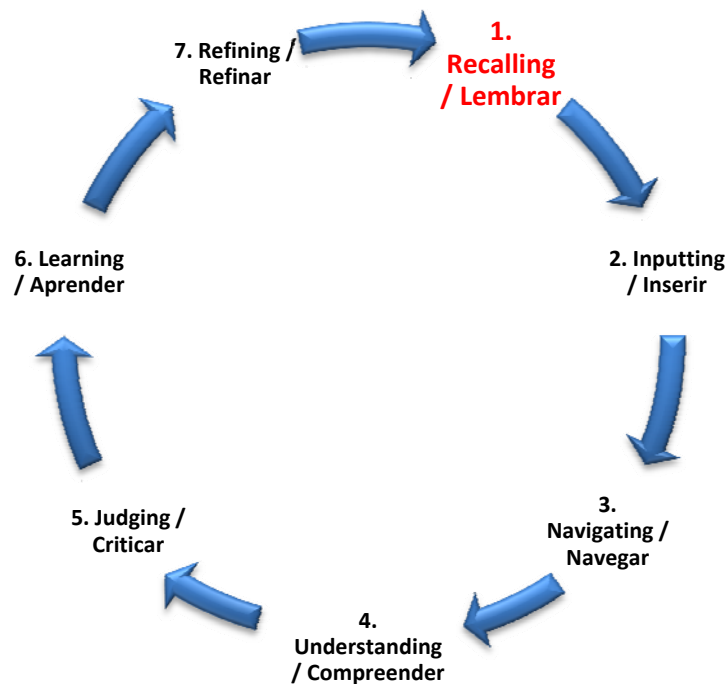 1.
Recalling
/ Lembrar
2. Inputting
/ Inserir
3.
Navigating /
Navegar
4.
Understanding
/ Compreender
5. Judging /
Criticar
6. Learning
/ Aprender
7. Refining /
Refinar